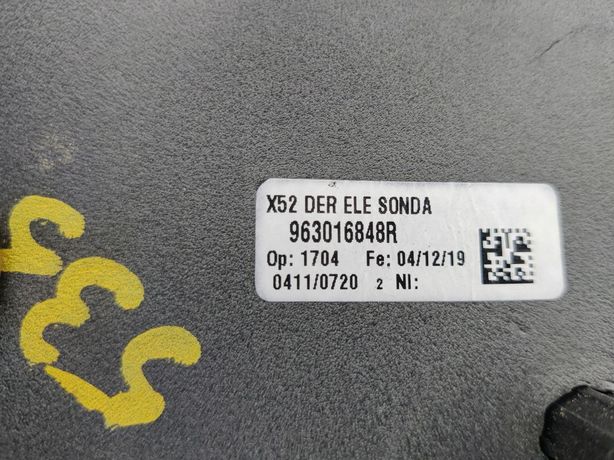 X52 DER ELE SONDA
963016848R
Op: 1704 Fe: 04/12/19
0411/0720 2 NI: